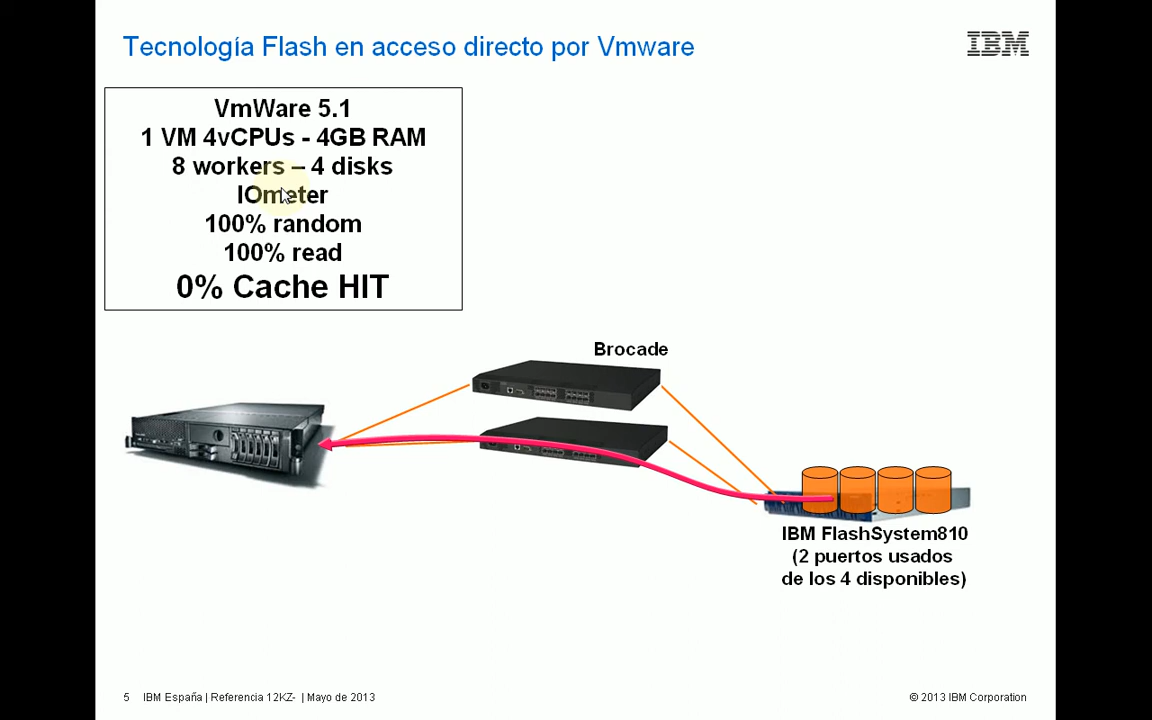 Tecnología Flash en acceso directo por Vmware
IBM
VmWare 5.1
1 VM 4vCPUs - 4GB RAM
8 workers – 4 disks
IOmeter
100% random
100% read
0% Cache HIT
Brocade
IBM FlashSystem810
(2 puertos usados
de los 4 disponibles)
5 IBM España | Referencia 12KZ- | Mayo de 2013
© 2013 IBM Corporation